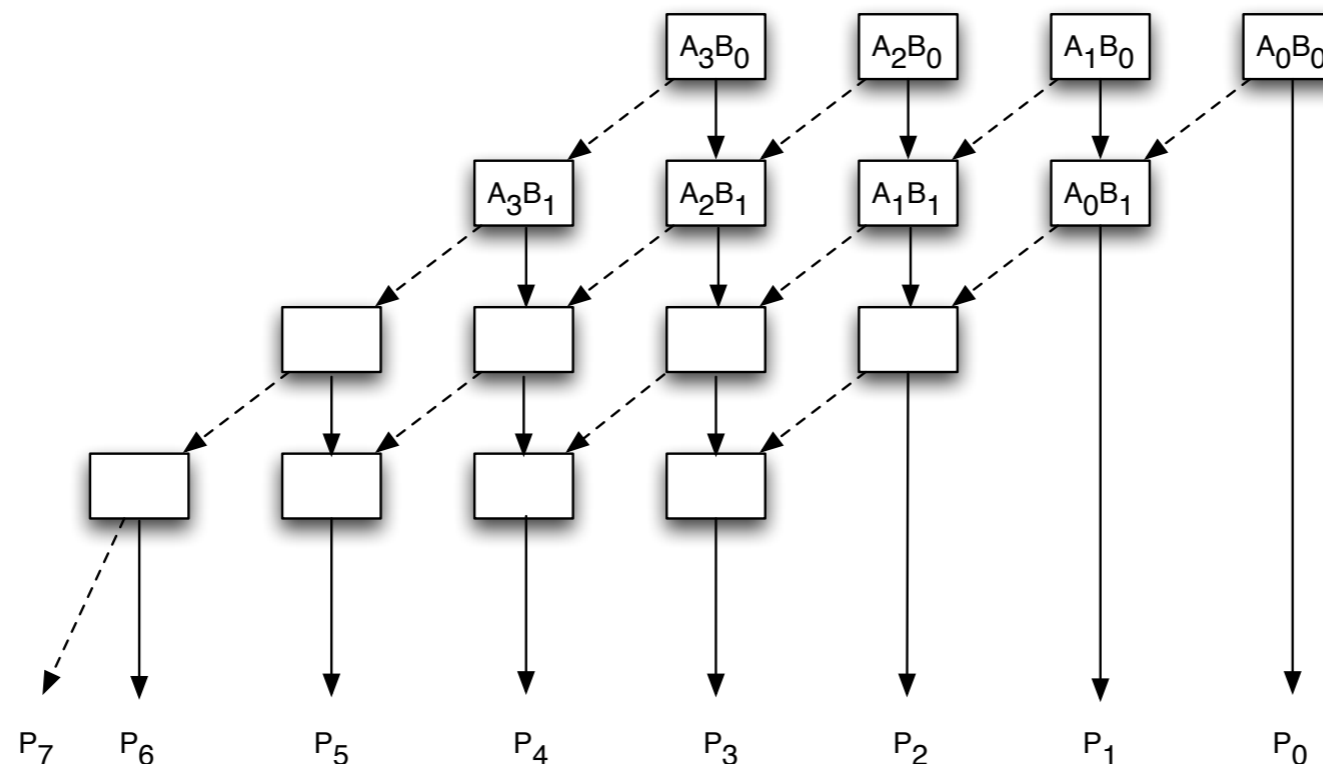 A₃B₀ A₂B₀ A₁B₀ A₀B₀
A₃B₁ A₂B₁ A₁B₁ A₀B₁
P₇ P₆ P₅ P₄ P₃ P₂ P₁ P₀